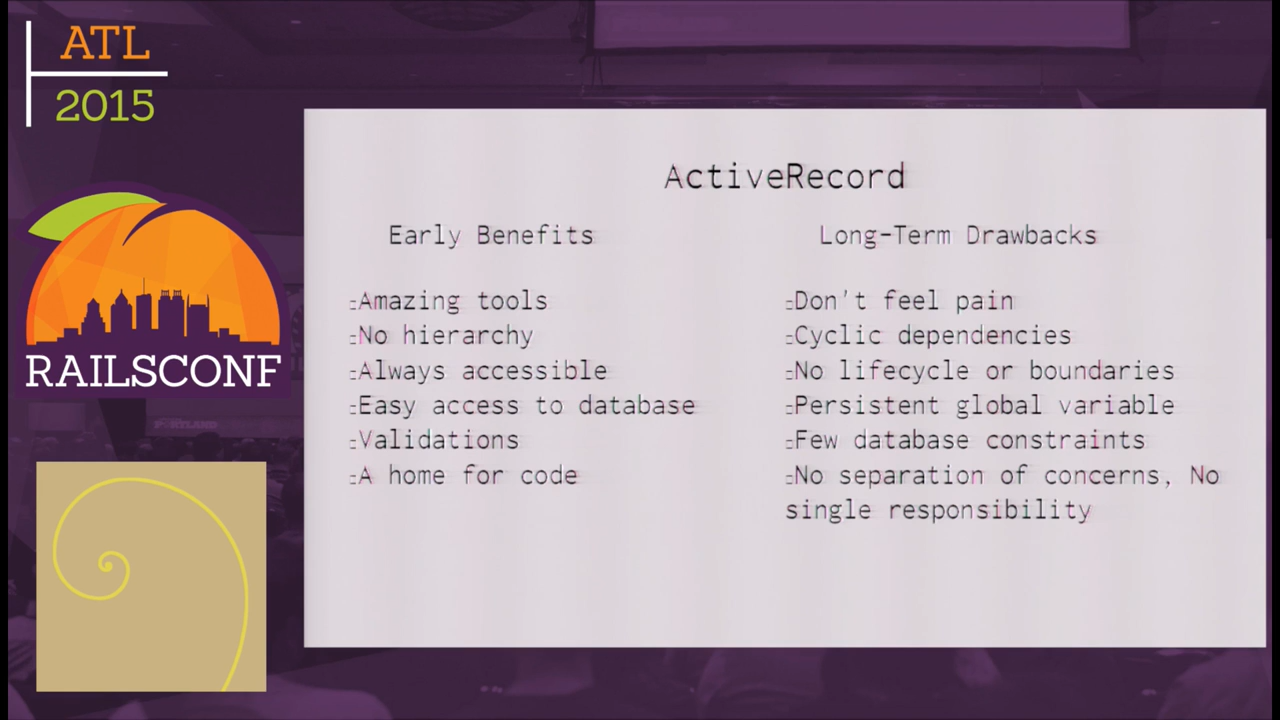 ATL
2015
RAILSCONF
PORTLAND
ActiveRecord
Early Benefits
Amazing tools
No hierarchy
Always accessible
Easy access to database
Validations
A home for code
Long-Term Drawbacks
Don't feel pain
Cyclic dependencies
No lifecycle or boundaries
Persistent global variable
Few database constraints
No separation of concerns, No
single responsibility